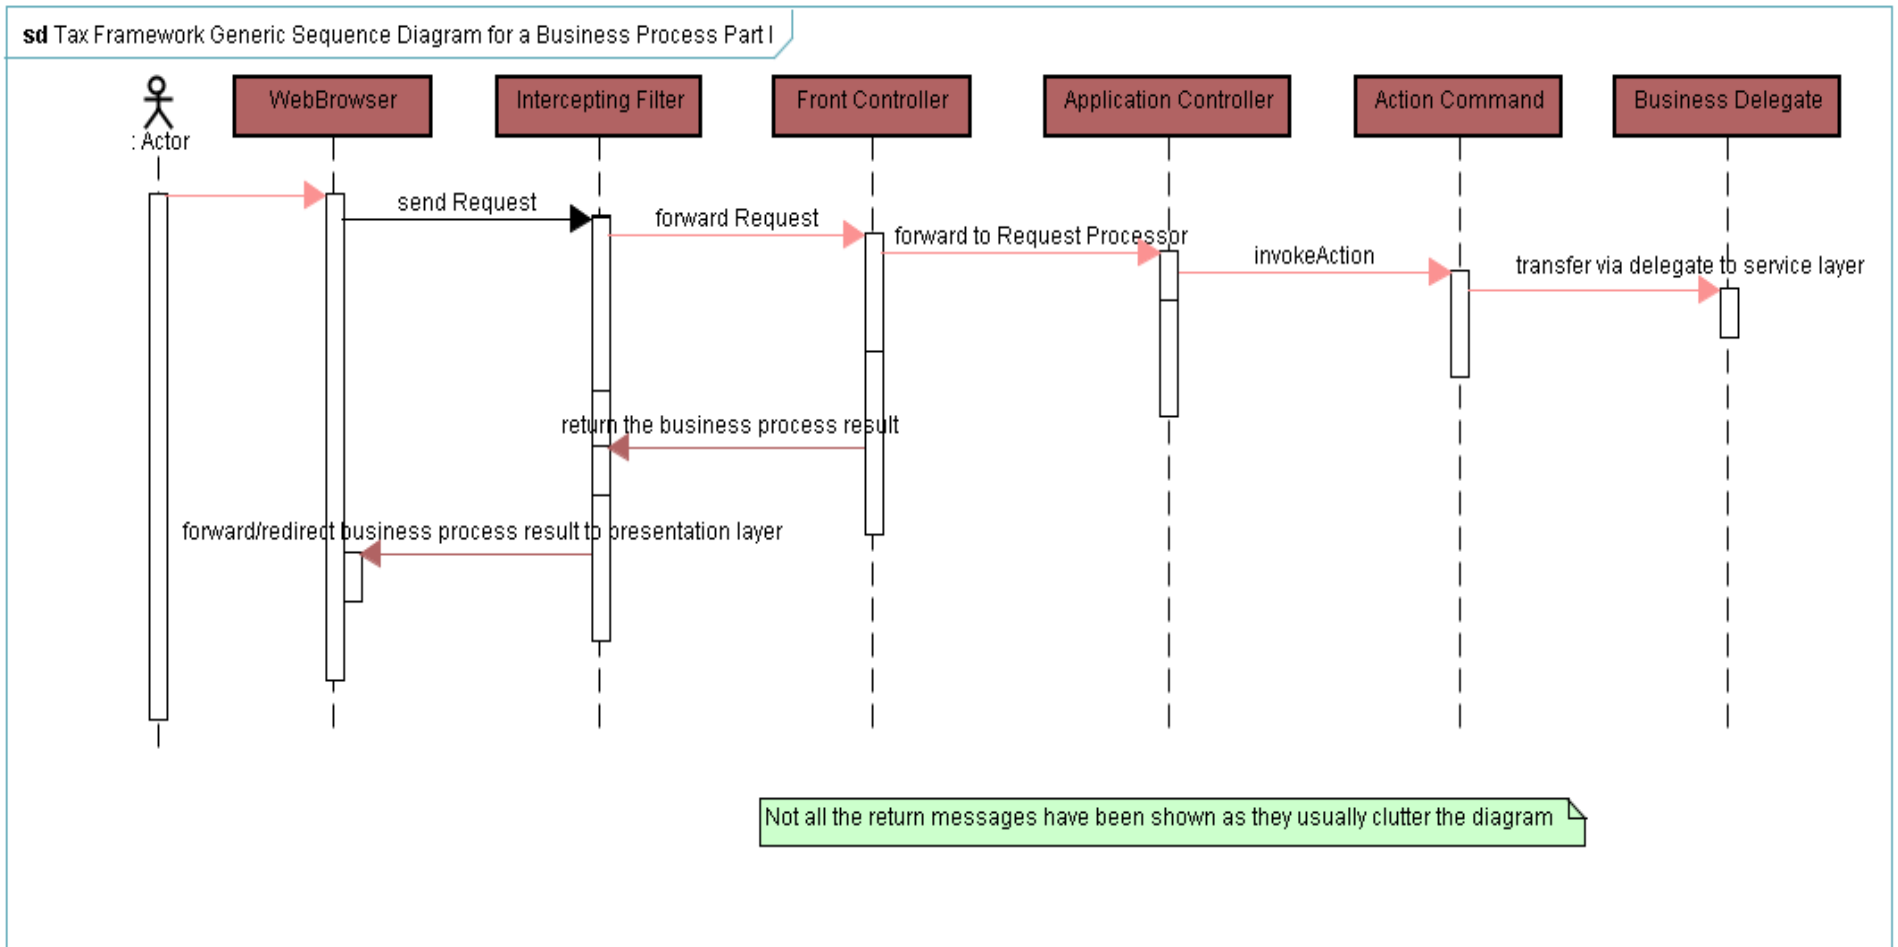 sd Tax Framework Generic Sequence Diagram for a Business Process Part I
: Actor
WebBrowser
Intercepting Filter
Front Controller
Application Controller
Action Command
Business Delegate
send Request
forward Request
forward to Request Processor
invokeAction
transfer via delegate to service layer
return the business process result
forward/redirect business process result to presentation layer
Not all the return messages have been shown as they usually clutter the diagram